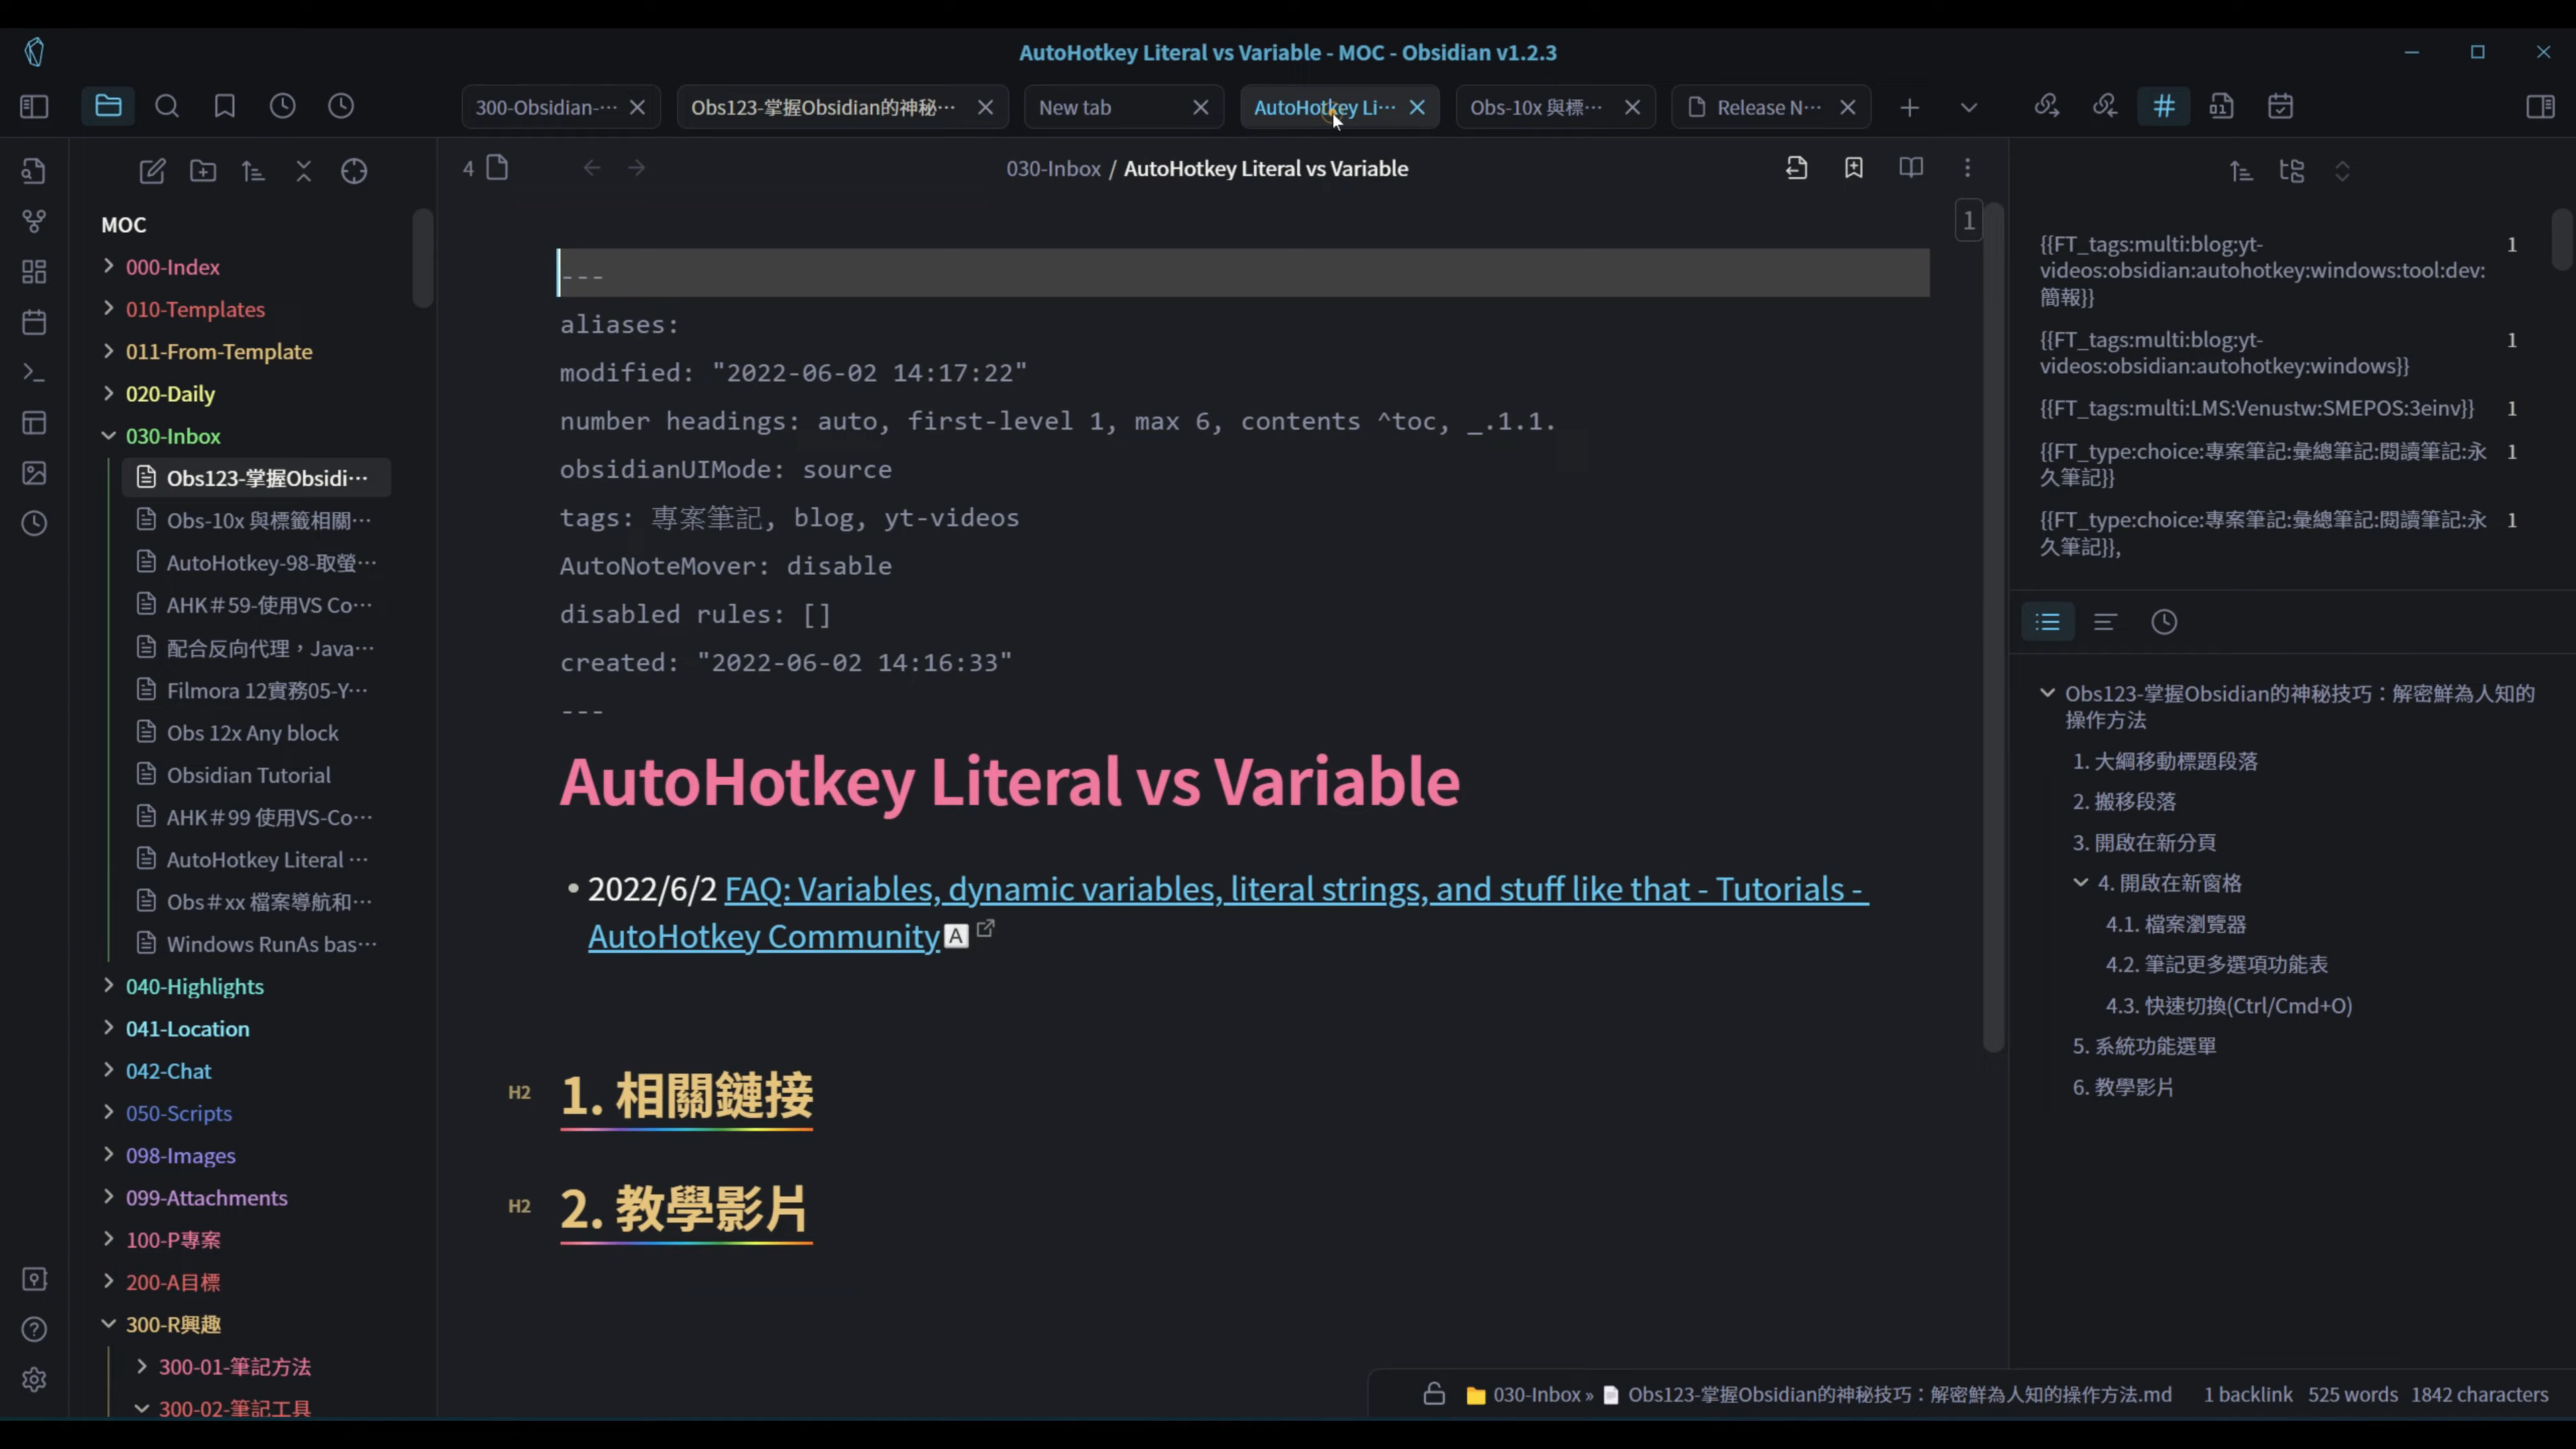 AutoHotkey Literal vs Variable - MOC - Obsidian v1.2.3
300-Obsidian-···
Obs123-掌握Obsidian的神秘···
New tab
AutoHotkey Li···
Obs-10x 與標···
Release N···
MOC
000-Index
010-Templates
011-From-Template
020-Daily
030-Inbox
Obs123-掌握Obsidi···
Obs-10x 與標籤相關···
AutoHotkey-98-取螢···
AHK＃59-使用VS Co···
配合反向代理，Java···
Filmora 12實務05-Y···
Obs 12x Any block
Obsidian Tutorial
AHK＃99 使用VS-Co···
AutoHotkey Literal ···
Obs＃xx 檔案導航和···
Windows RunAs bas···
040-Highlights
041-Location
042-Chat
050-Scripts
098-Images
099-Attachments
100-P專案
200-A目標
300-R興趣
300-01-筆記方法
300-02-筆記工具
4
030-Inbox / AutoHotkey Literal vs Variable
1
---
aliases:
modified: "2022-06-02 14:17:22"
number headings: auto, first-level 1, max 6, contents ^toc, _.1.1.
obsidianUIMode: source
tags: 專案筆記, blog, yt-videos
AutoNoteMover: disable
disabled rules: []
created: "2022-06-02 14:16:33"
---
AutoHotkey Literal vs Variable
• 2022/6/2 FAQ: Variables, dynamic variables, literal strings, and stuff like that - Tutorials -
AutoHotkey Community A
H2 1. 相關鏈接
H2 2. 教學影片
{{FT_tags:multi:blog:yt- 1
videos:obsidian:autohotkey:windows:tool:dev:
簡報}}
{{FT_tags:multi:blog:yt- 1
videos:obsidian:autohotkey:windows}}
{{FT_tags:multi:LMS:Venustw:SMEPOS:3einv}} 1
{{FT_type:choice:專案筆記:彙總筆記:閱讀筆記:永 1
久筆記}}
{{FT_type:choice:專案筆記:彙總筆記:閱讀筆記:永 1
久筆記}},
Obs123-掌握Obsidian的神秘技巧：解密鮮為人知的
操作方法
1. 大綱移動標題段落
2. 搬移段落
3. 開啟在新分頁
4. 開啟在新窗格
4.1. 檔案瀏覽器
4.2. 筆記更多選項功能表
4.3. 快速切換(Ctrl/Cmd+O)
5. 系統功能選單
6. 教學影片
030-Inbox » Obs123-掌握Obsidian的神秘技巧：解密鮮為人知的操作方法.md 1 backlink 525 words 1842 characters